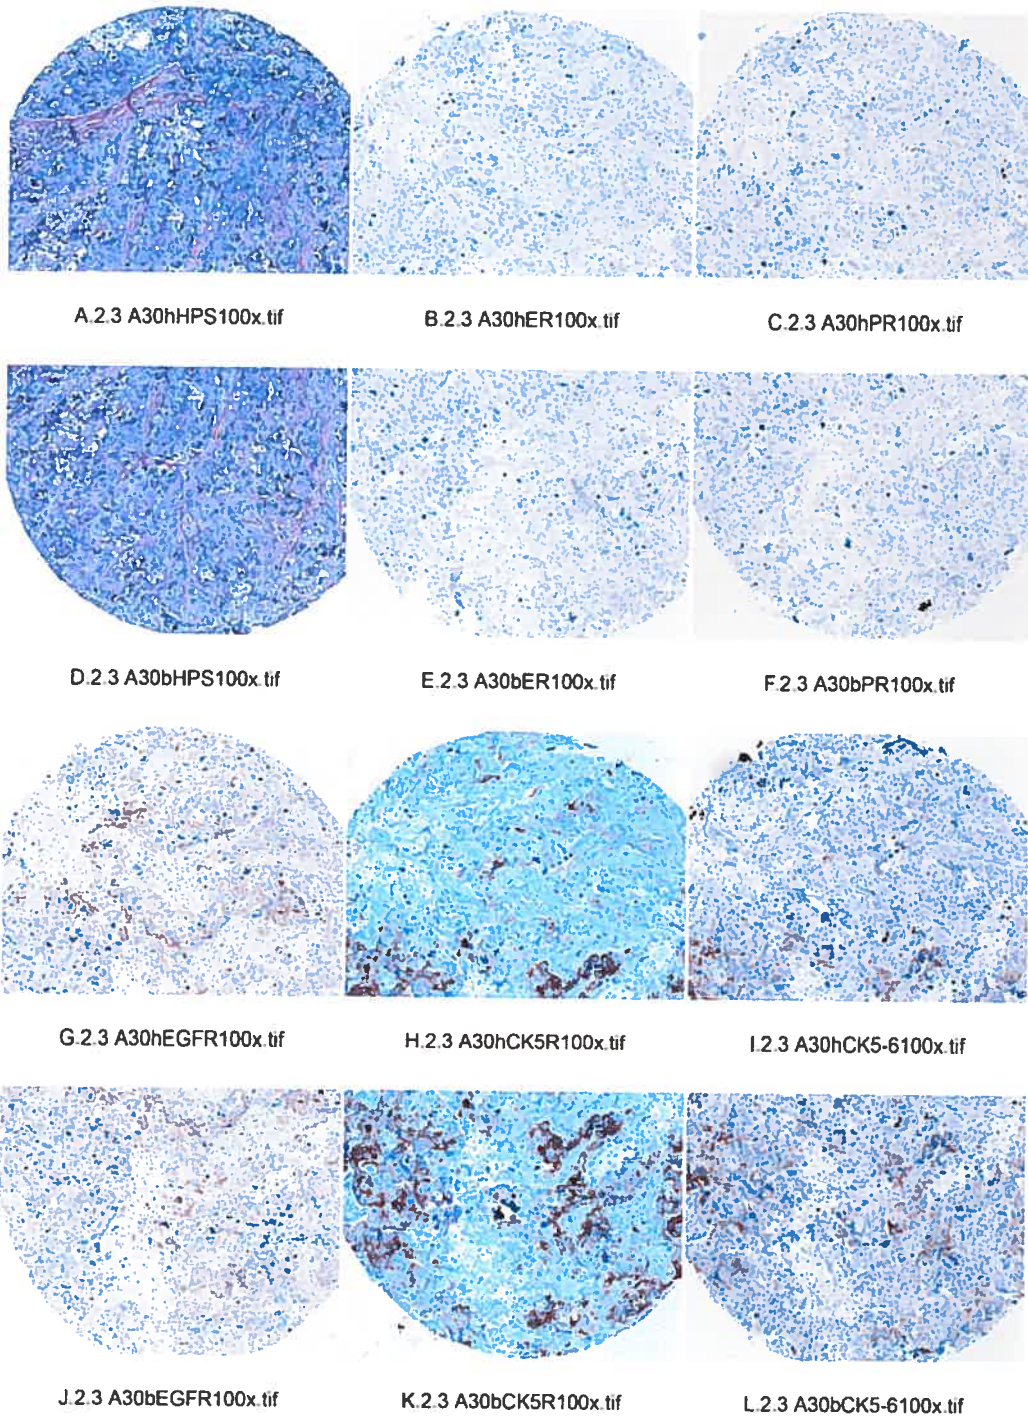 A.2.3 A30hHPS100x.tif
B.2.3 A30hER100x.tif
C.2.3 A30hPR100x.tif
D.2.3 A30bHPS100x.tif
E.2.3 A30bER100x.tif
F.2.3 A30bPR100x.tif
G.2.3 A30hEGFR100x.tif
H.2.3 A30hCK5R100x.tif
I.2.3 A30hCK5-6100x.tif
J.2.3 A30bEGFR100x.tif
K.2.3 A30bCK5R100x.tif
L.2.3 A30bCK5-6100x.tif